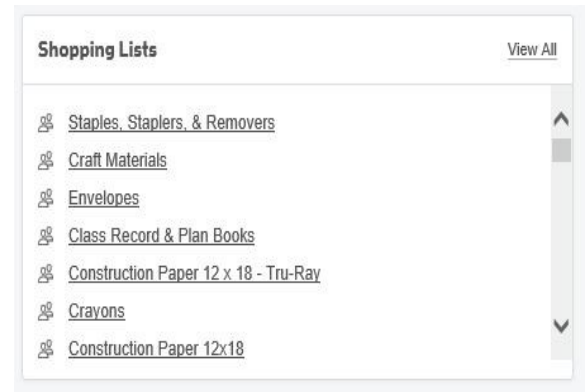 Shopping Lists
View All
Staples, Staplers, & Removers
Craft Materials
Envelopes
Class Record & Plan Books
Construction Paper 12 x 18 - Tru-Ray
Crayons
Construction Paper 12x18